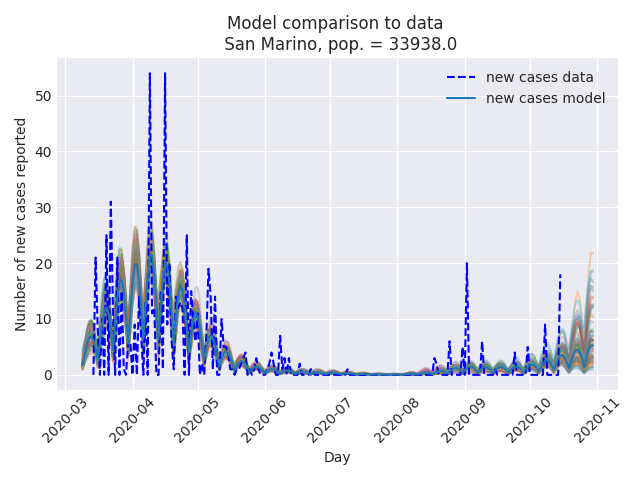 Model comparison to data
San Marino, pop. = 33938.0
new cases data
new cases model
Number of new cases reported
50
40
30
20
10
0
2020-03
2020-04
2020-05
2020-06
2020-07
2020-08
2020-09
2020-10
2020-11
Day